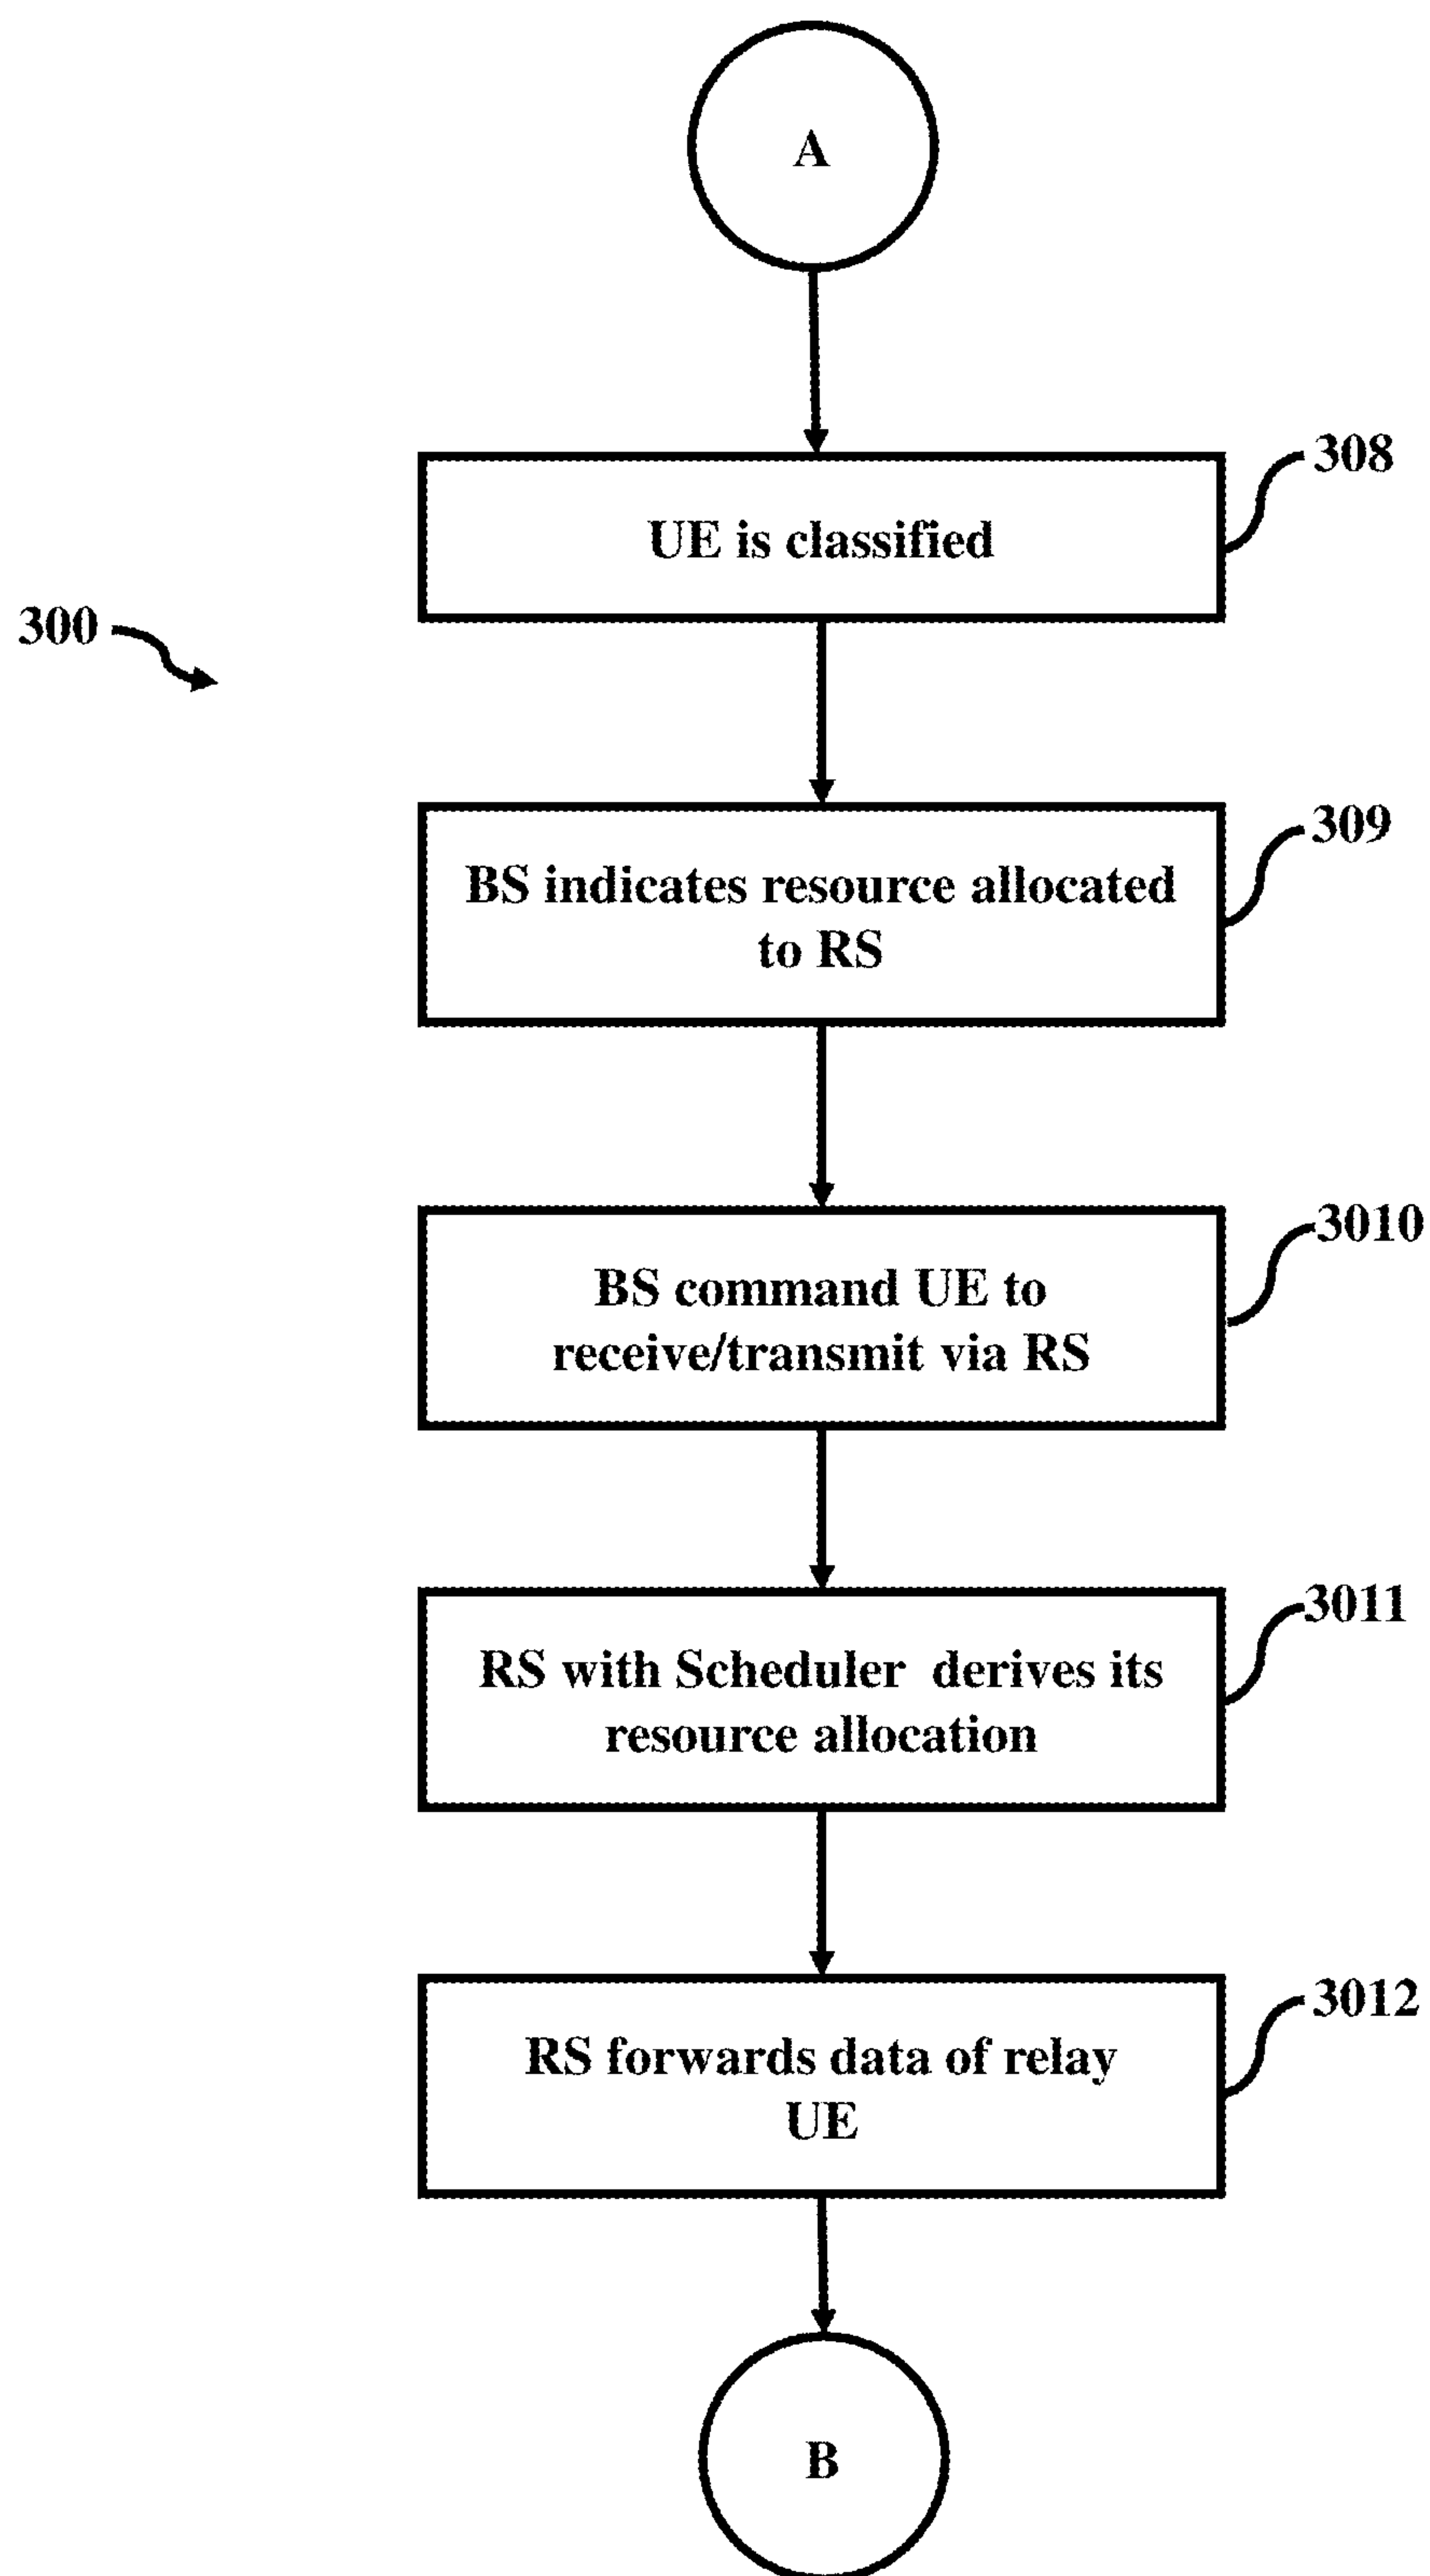 A
UE is classified
308
300
BS indicates resource allocated
to RS
309
BS command UE to
receive/transmit via RS
3010
RS with Scheduler derives its
resource allocation
3011
RS forwards data of relay
UE
3012
B